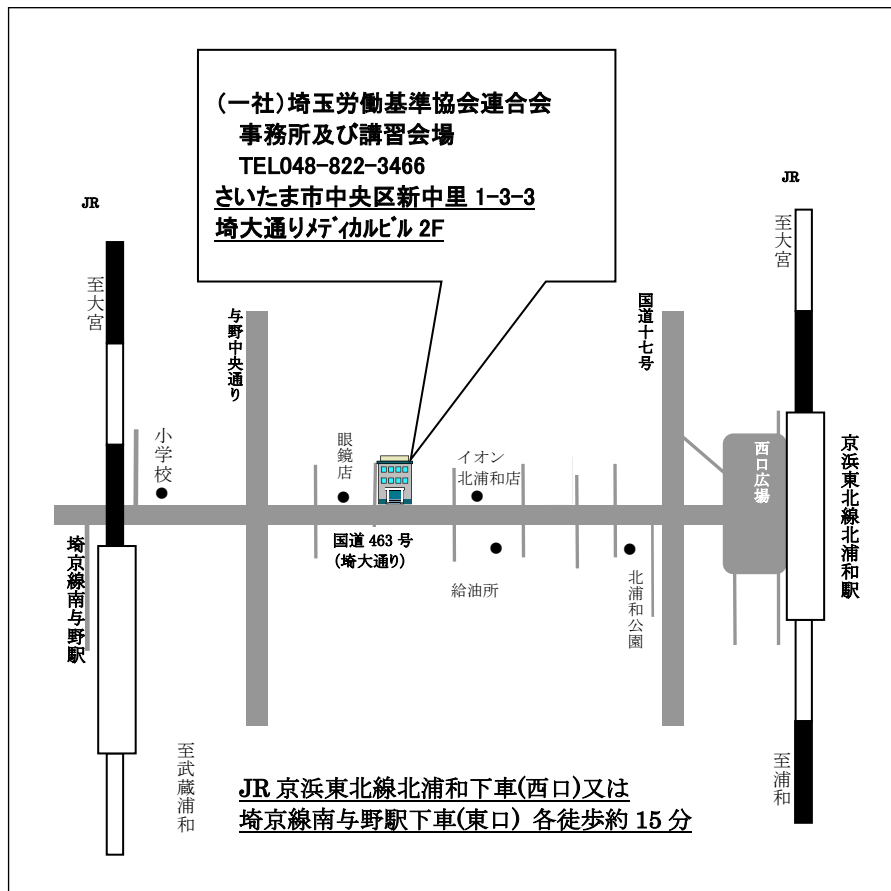 （一社）埼玉労働基準協会連合会
事務所及び講習会場
TEL048-822-3466
さいたま市中央区新中里 1-3-3
埼大通りﾒﾃﾞｨｶﾙﾋﾞﾙ 2F
JR
JR
至大宮
至大宮
与野中央通り
国道十七号
小学校
眼鏡店
イオン
北浦和店
西口広場
京浜東北線北浦和駅
埼京線南与野駅
国道 463 号
(埼大通り)
給油所
北浦和公園
至武蔵浦和
至浦和
JR 京浜東北線北浦和下車(西口)又は
埼京線南与野駅下車(東口) 各徒歩約 15 分